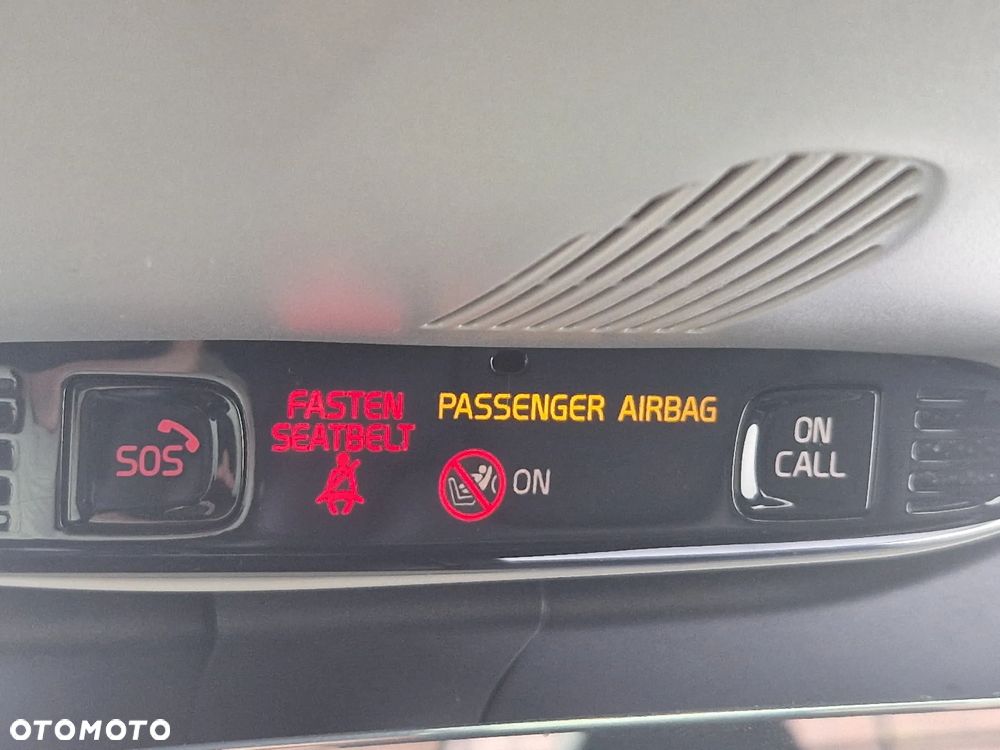 FASTEN
SEATBELT
PASSENGER AIRBAG
SOS
ON
ON
CALL
OTOMOTO